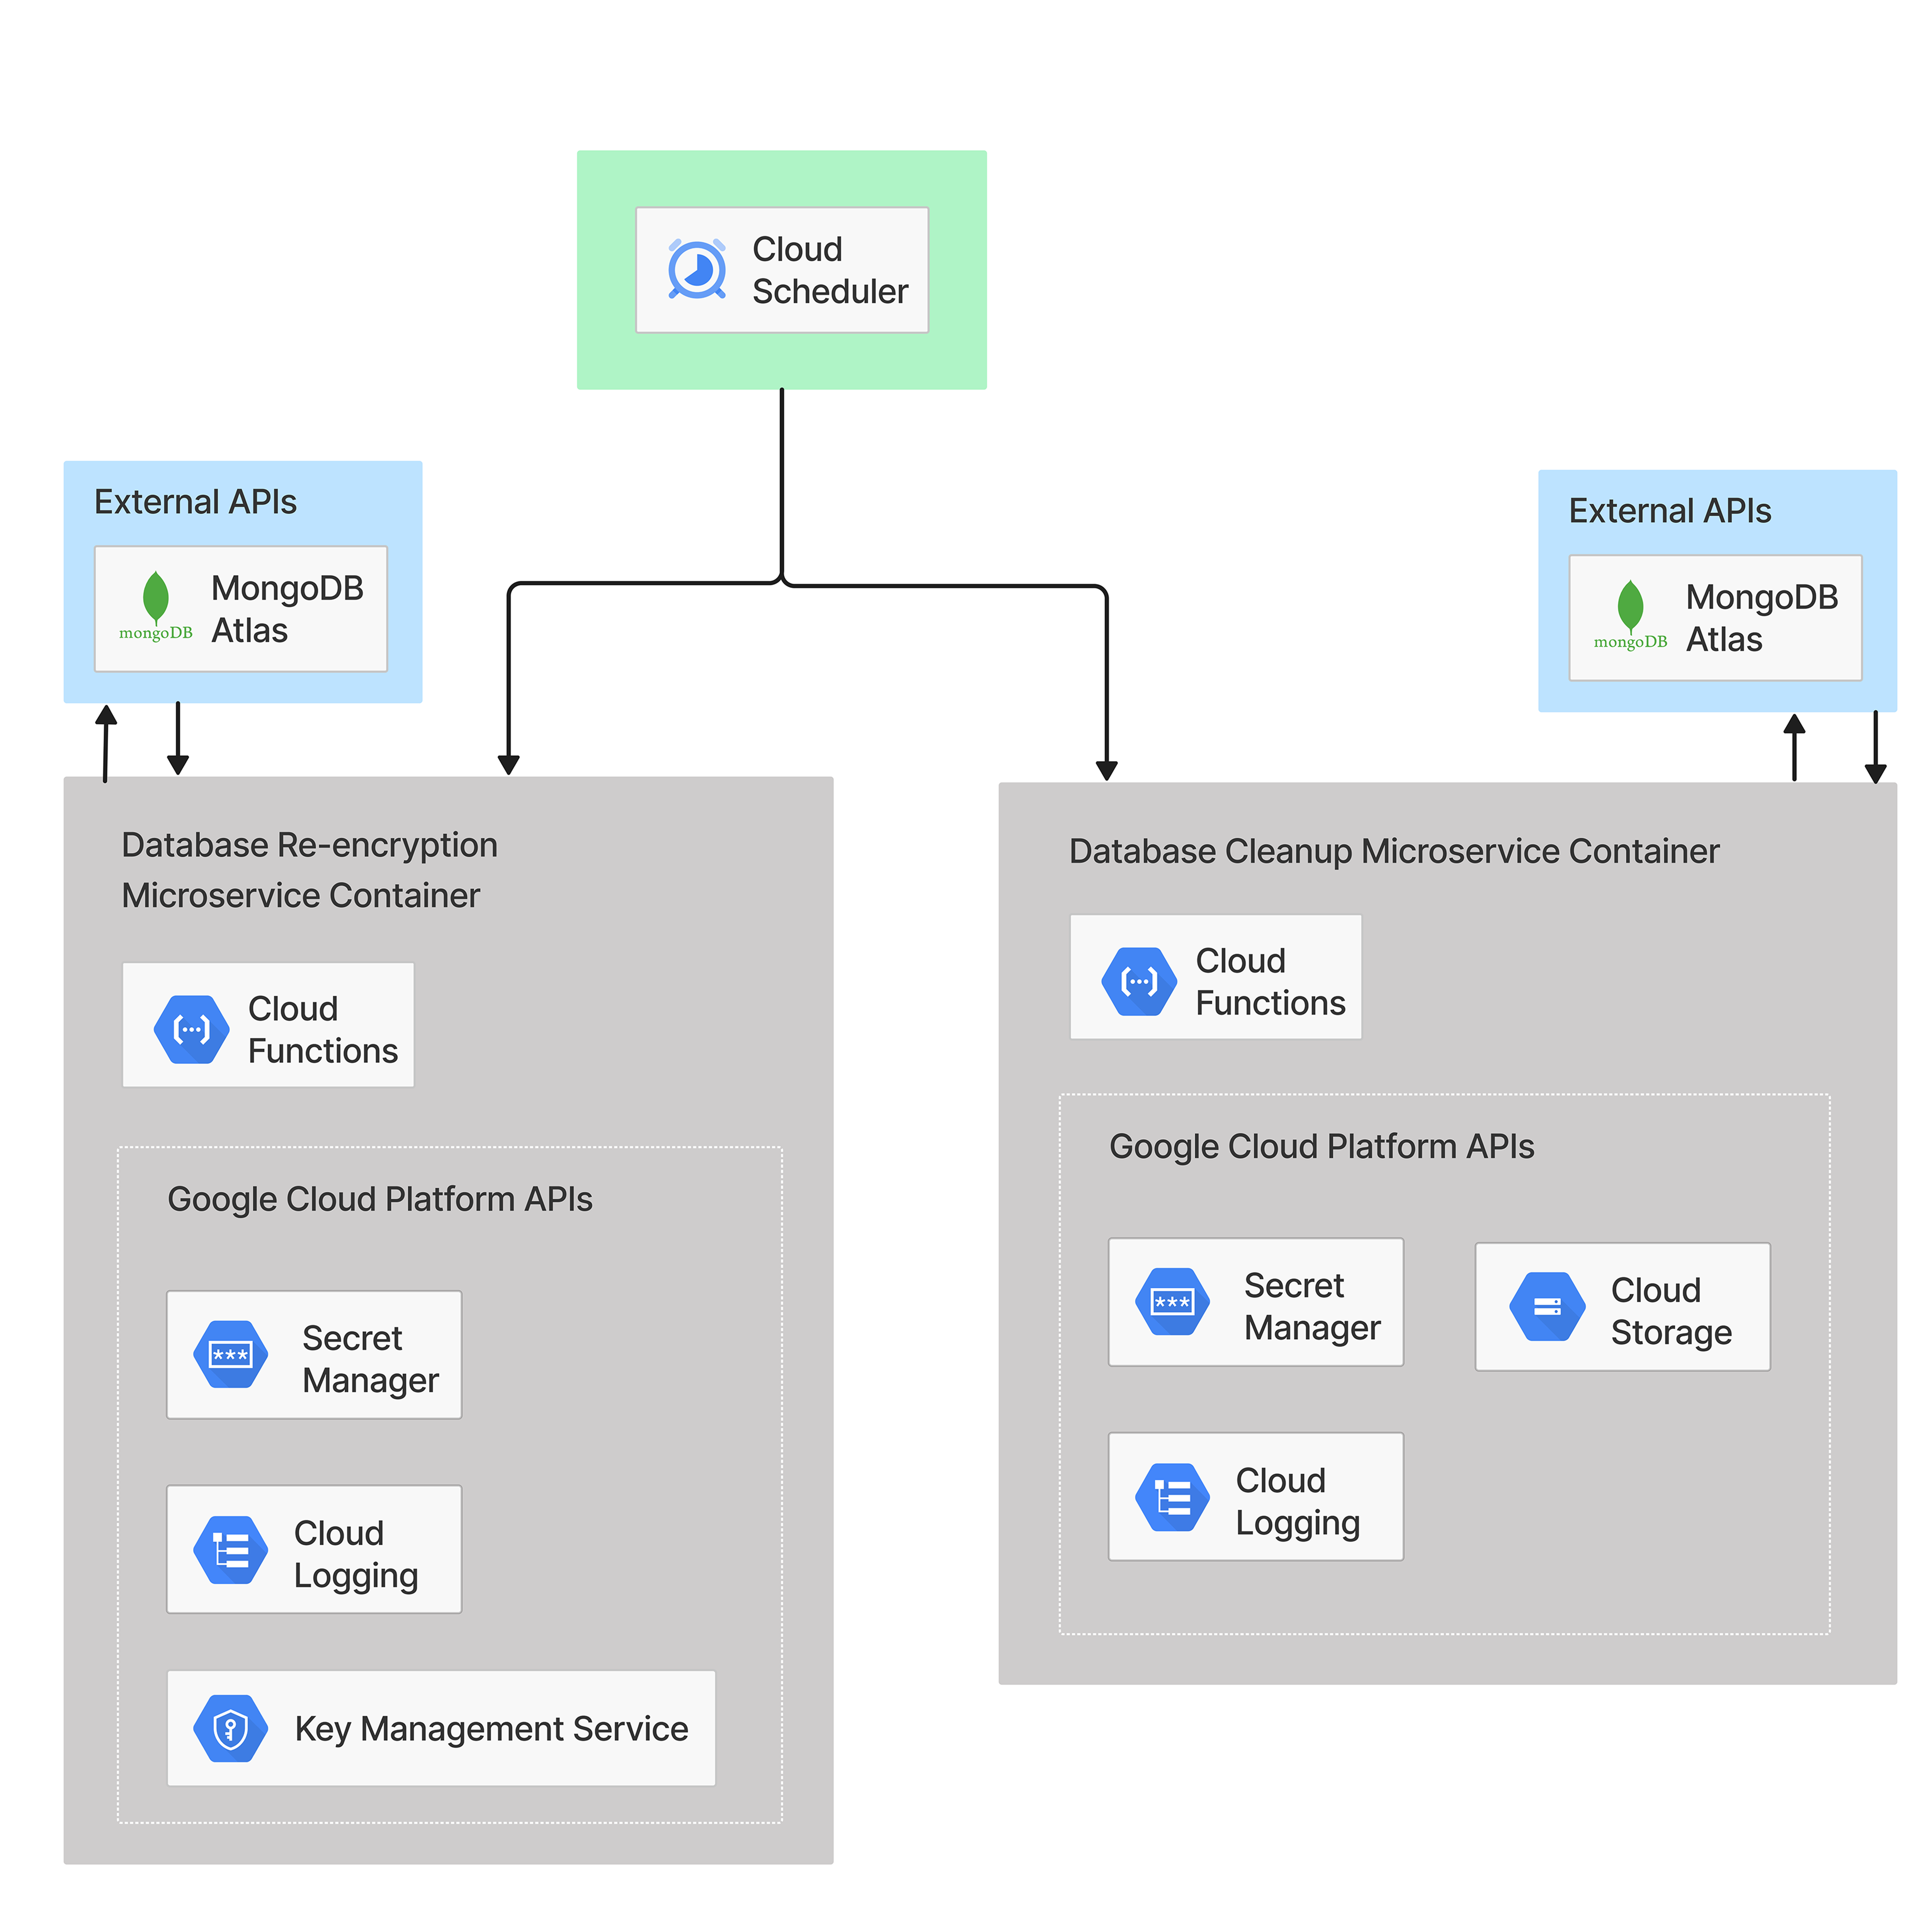 Cloud
Scheduler
External APIs
mongoDB
MongoDB
Atlas
External APIs
mongoDB
MongoDB
Atlas
Database Re-encryption
Microservice Container
Cloud
Functions
Google Cloud Platform APIs
Secret
Manager
Cloud
Logging
Key Management Service
Database Cleanup Microservice Container
Cloud
Functions
Google Cloud Platform APIs
Secret
Manager
Cloud
Storage
Cloud
Logging